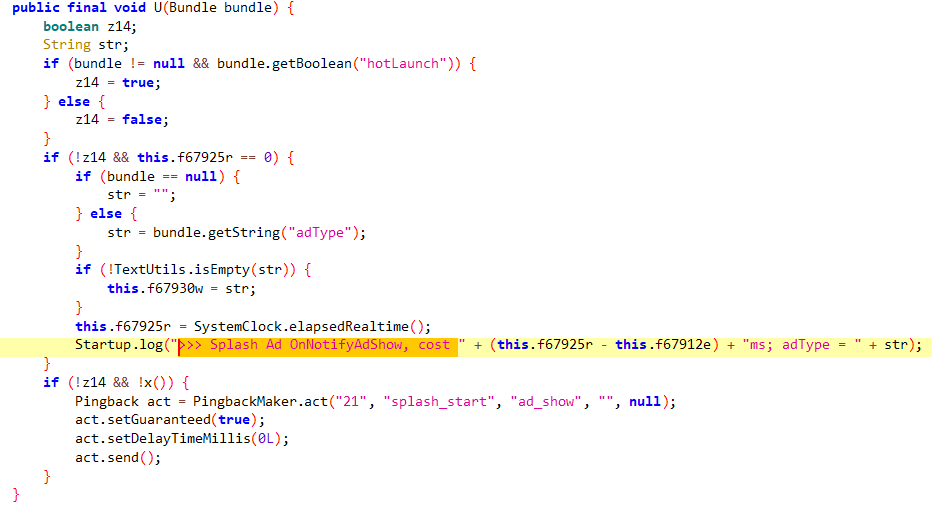 public final void U(Bundle bundle) {
    boolean z14;
    String str;
    if (bundle != null && bundle.getBoolean("hotLaunch")) {
        z14 = true;
    } else {
        z14 = false;
    }
    if (!z14 && this.f67925r == 0) {
        if (bundle == null) {
            str = "";
        } else {
            str = bundle.getString("adType");
        }
        if (!TextUtils.isEmpty(str)) {
            this.f67930w = str;
        }
        this.f67925r = SystemClock.elapsedRealtime();
        Startup.log(">>> Splash Ad OnNotifyAdShow, cost " + (this.f67925r - this.f67912e) + "ms; adType = " + str);
    }
    if (!z14 && !x()) {
        Pingback act = PingbackMaker.act("21", "splash_start", "ad_show", "", null);
        act.setGuaranteed(true);
        act.setDelayTimeMillis(0L);
        act.send();
    }
}